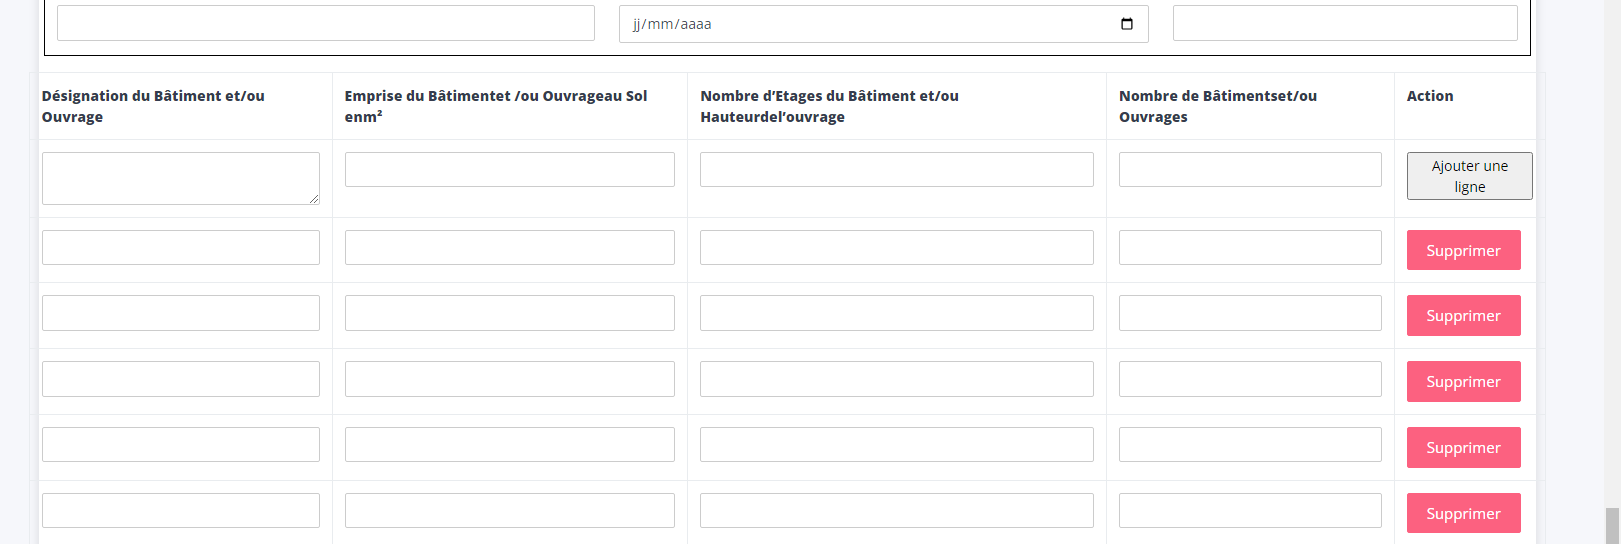 jj/mm/aaaa
Désignation du Bâtiment et/ou
Ouvrage
Emprise du Bâtimentet /ou Ouvrageau Sol
enm²
Nombre d’Etages du Bâtiment et/ou
Hauteurdel’ouvrage
Nombre de Bâtimentset/ou
Ouvrages
Action
Ajouter une
ligne
Supprimer
Supprimer
Supprimer
Supprimer
Supprimer